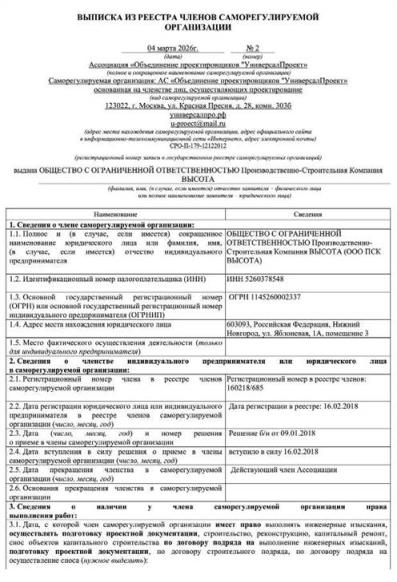 ВЫПИСКА ИЗ РЕЕСТРА ЧЛЕНОВ САМОРЕГУЛИРУЕМОЙ
ОРГАНИЗАЦИИ
04 марта 2026г. № 2
(дата) (номер)
Ассоциация «Объединение проектировщиков "УниверсалПроект»
(полное и сокращенное наименование саморегулируемой организации)
Саморегулируемая организация: АС «Объединение проектировщиков "УниверсалПроект»
основанная на членстве лиц, осуществляющих проектирование
(вид саморегулируемой организации)
123022, г. Москва, ул. Красная Пресня, д. 28, комн. 303б
универсалпро.рф
u-proect@mail.ru
(адрес места нахождения саморегулируемой организации, адрес официального сайта
в информационно-телекоммуникационной сети «Интернет», адрес электронной почты)
СРО-П-179-12122012
(регистрационный номер записи в государственном реестре саморегулируемых организаций)
выдана ОБЩЕСТВО С ОГРАНИЧЕННОЙ ОТВЕТСТВЕННОСТЬЮ Производственно-Строительная Компания
ВЫСОТА
(фамилия, имя, (в случае, если имеется) отчество заявителя – физического лица
или полное наименование заявителя - юридического лица)
Наименование Сведения
1. Сведения о члене саморегулируемой организации:
1.1. Полное и (в случае, если имеется) сокращенное ОБЩЕСТВО С ОГРАНИЧЕННОЙ
наименование юридического лица или фамилия, имя, ОТВЕТСТВЕННОСТЬЮ Производственно-
(в случае, если имеется) отчество индивидуального Строительная Компания ВЫСОТА (ООО ПСК
предпринимателя ВЫСОТА)
1.2. Идентификационный номер налогоплательщика (ИНН) ИНН 5260378548
1.3. Основной государственный регистрационный номер ОГРН 1145260002337
(ОГРН) или основной государственный регистрационный номер
индивидуального предпринимателя (ОГРНИП)
1.4. Адрес места нахождения юридического лица 603093, Российская Федерация, Нижний
Новгород, ул. Яблоневая, 1А, помещение 3
1.5. Место фактического осуществления деятельности (только
для индивидуального предпринимателя)
2. Сведения о членстве индивидуального предпринимателя или юридического лица
в саморегулируемой организации:
2.1. Регистрационный номер члена в реестре членов Регистрационный номер в реестре членов:
саморегулируемой организации 160218/685
2.2. Дата регистрации юридического лица или индивидуального Дата регистрации в реестре: 16.02.2018
предпринимателя в реестре членов саморегулируемой
организации (число, месяц, год)
2.3. Дата (число, месяц, год) и номер решения Решение б/н от 09.01.2018
о приеме в члены саморегулируемой организации
2.4. Дата вступления в силу решения о приеме в члены вступило в силу 16.02.2018
саморегулируемой организации (число, месяц, год)
2.5. Дата прекращения членства в саморегулируемой Действующий член Ассоциации
организации (число, месяц, год)
2.6. Основания прекращения членства в саморегулируемой
организации
3. Сведения о наличии у члена саморегулируемой организации права
выполнения работ:
3.1. Дата, с которой член саморегулируемой организации имеет право выполнять инженерные изыскания,
осуществлять подготовку проектной документации, строительство, реконструкцию, капитальный ремонт,
снос объектов капитального строительства по договору подряда на выполнение инженерных изысканий,
подготовку проектной документации, по договору строительного подряда, по договору подряда на
осуществление сноса (нужное выделить):